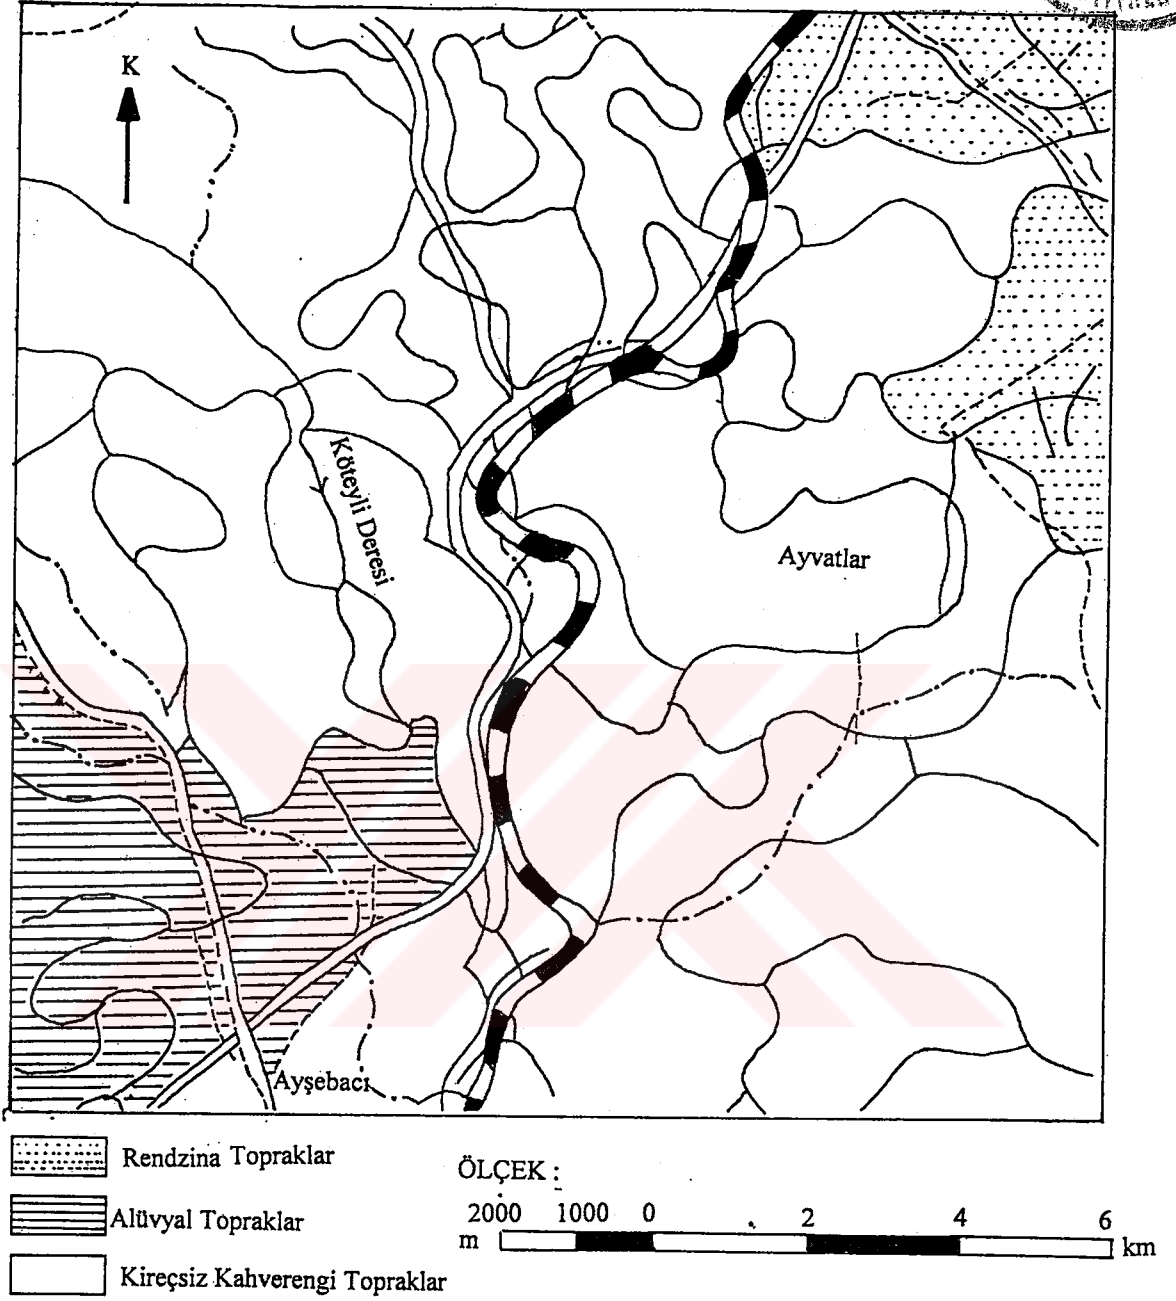 K
Köteyli Deresi
Ayvatlar
Ayşebacı
Rendzina Topraklar
Alüvyal Topraklar
Kireçsiz Kahverengi Topraklar
ÖLÇEK :
2000 1000 0 2 4 6
m km